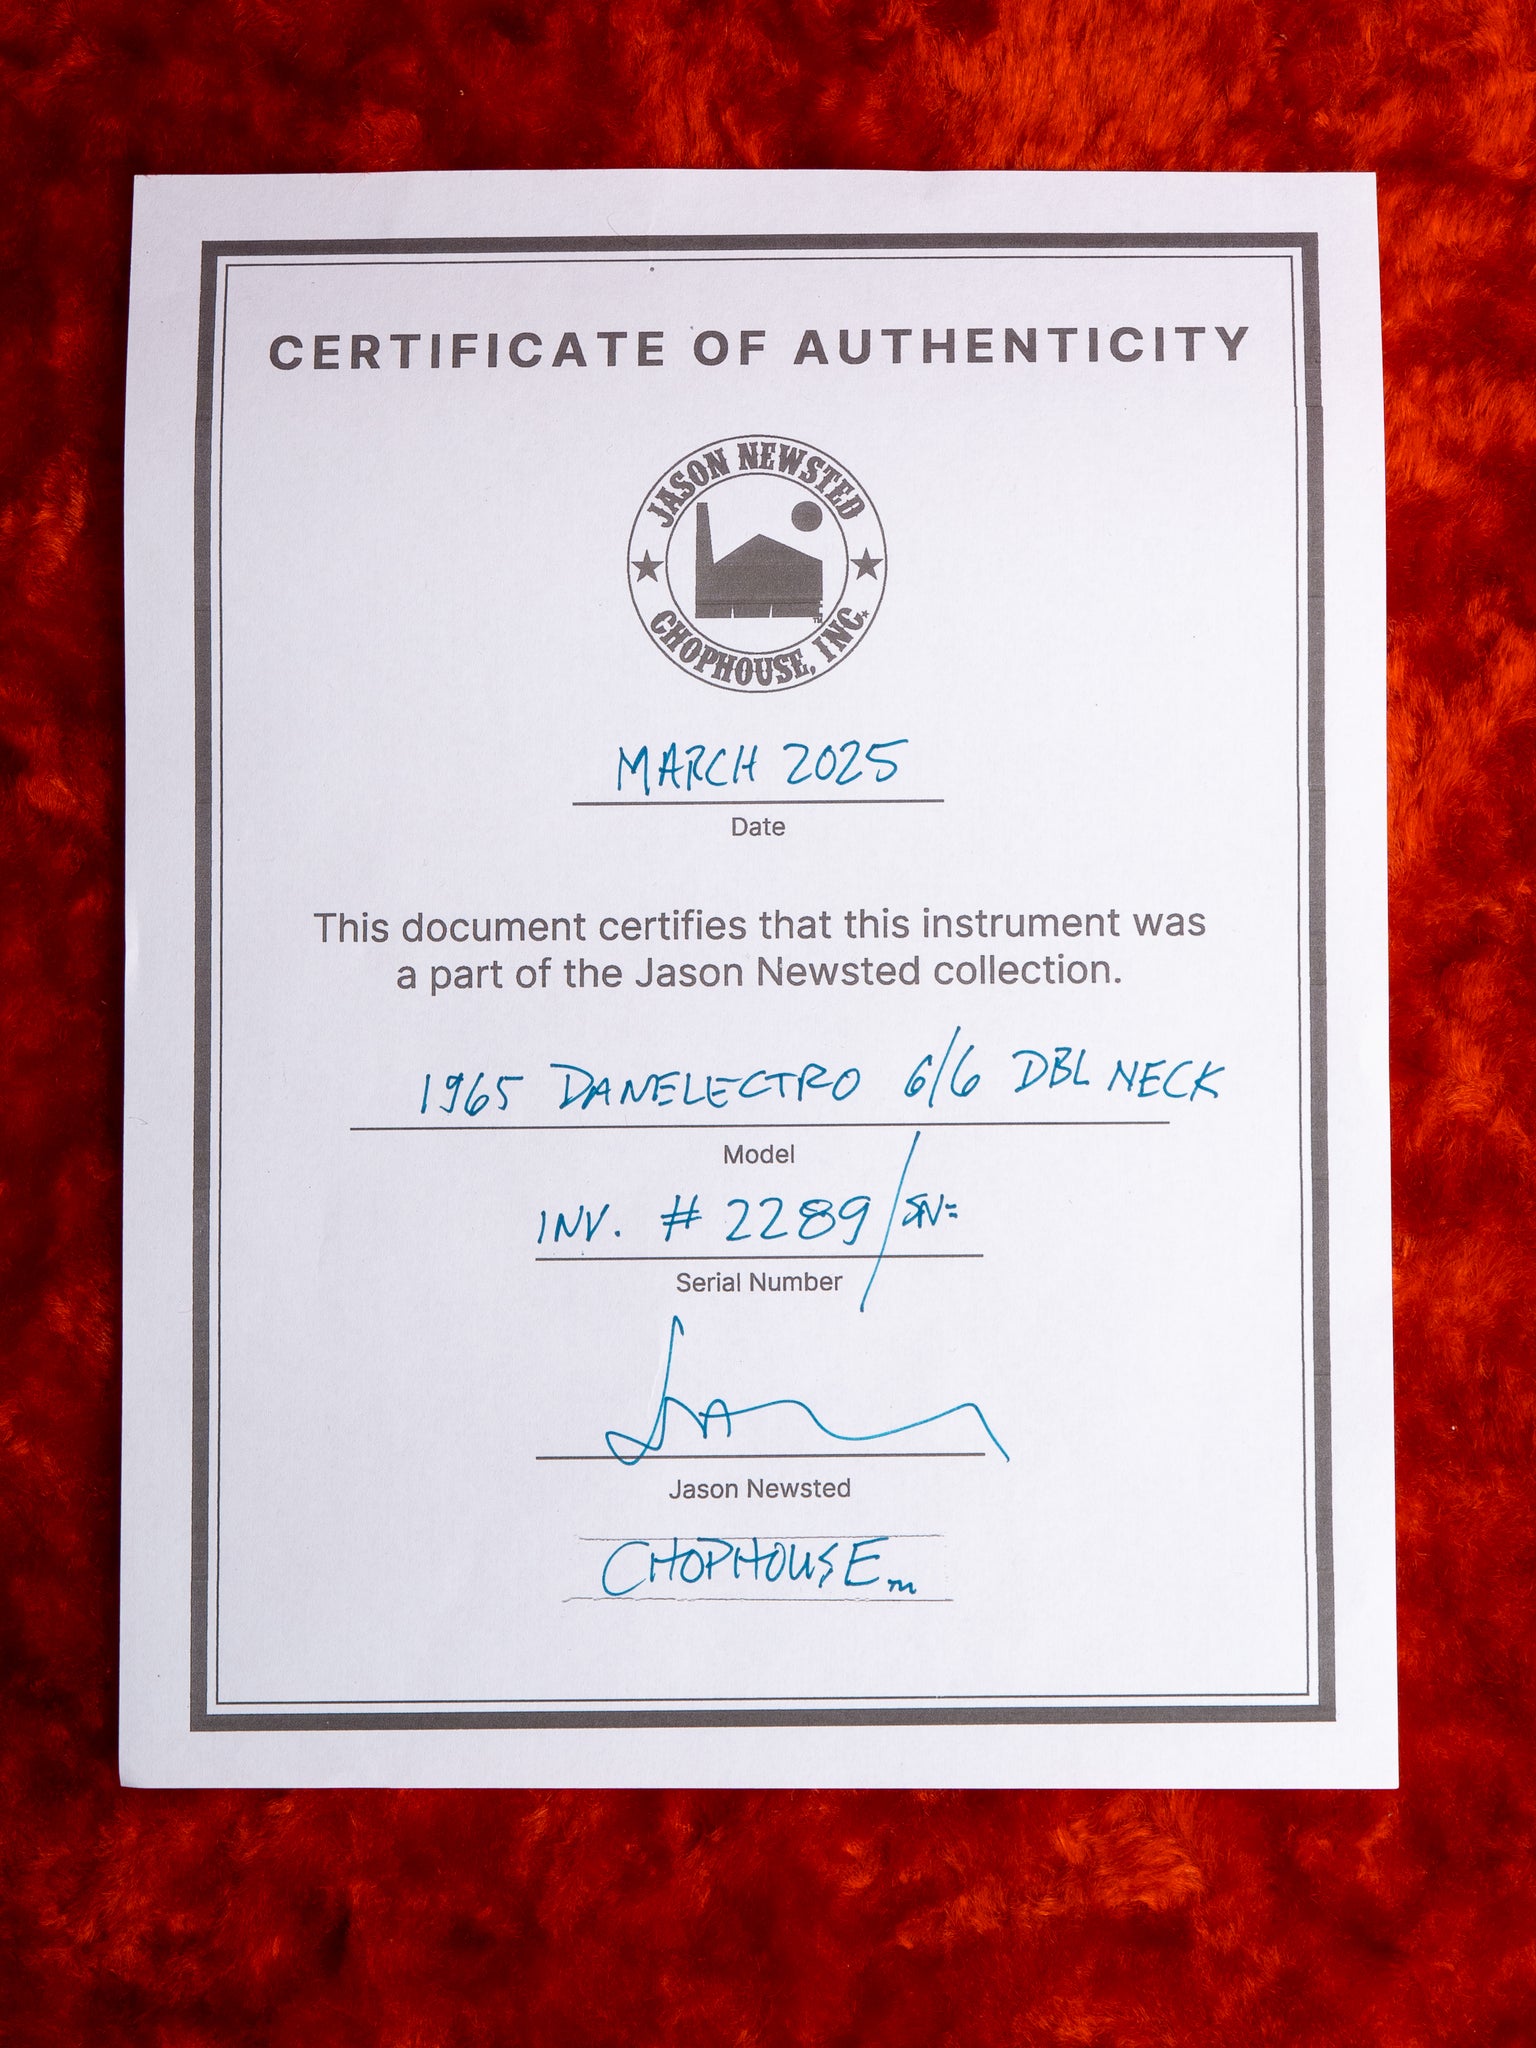 CERTIFICATE OF AUTHENTICITY
JASON NEWSTED
CHOPHOUSE, INC.
TM
MARCH 2025
Date
This document certifies that this instrument was
a part of the Jason Newsted collection.
1965 DANELECTRO 6/6 DBL NECK
Model
INV. # 2289/SN=
Serial Number
Jason Newsted
CHOPHOUSE TM